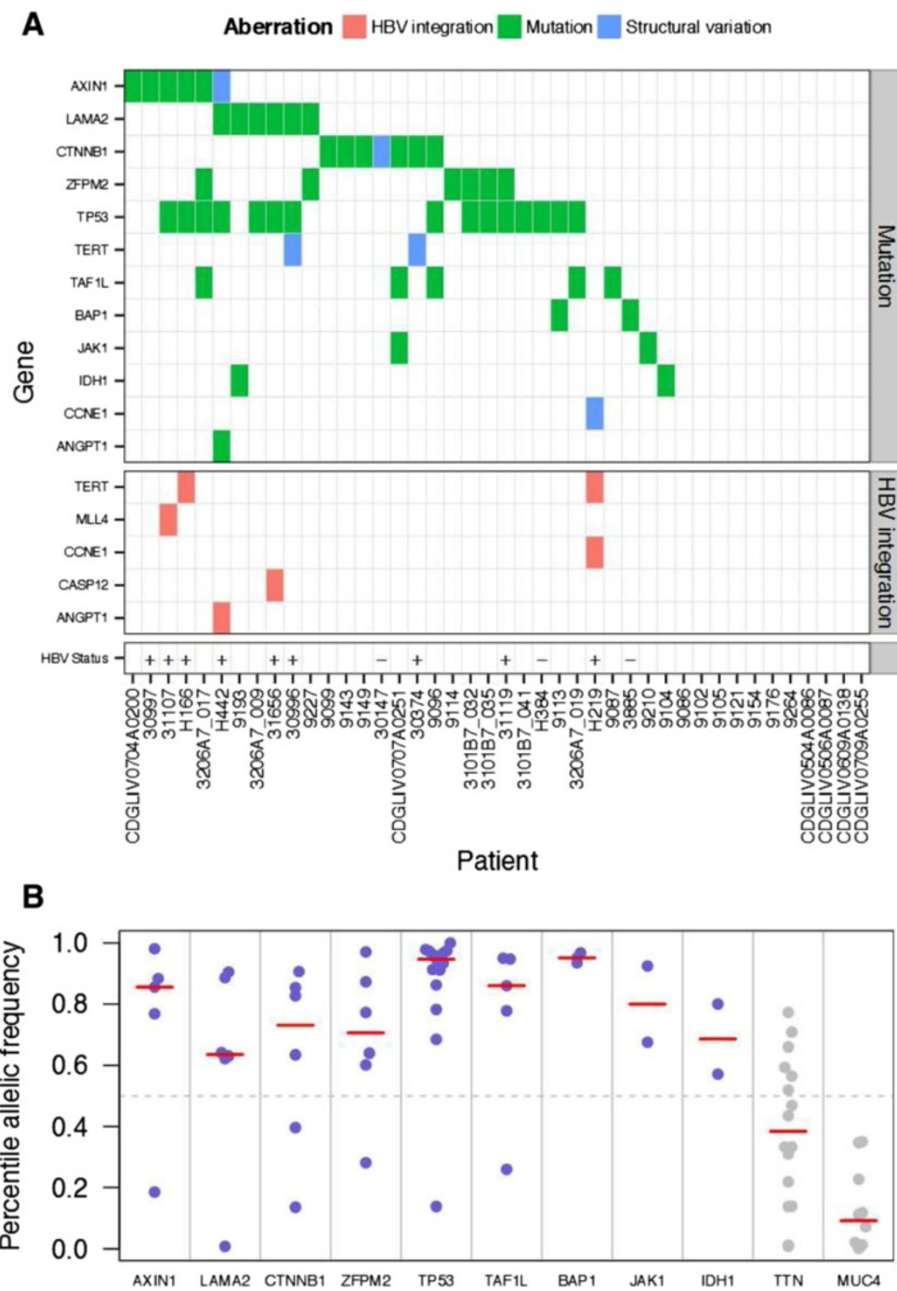 A
Aberration HBV integration Mutation Structural variation
AXIN1
LAMA2
CTNNB1
ZFPM2
TP53
TERT
TAF1L
BAP1
JAK1
IDH1
CCNE1
ANGPT1
Mutation
Gene
TERT
MLL4
CCNE1
CASP12
ANGPT1
HBV integration
HBV Status + + + + + + − + + − + −
CDGLIV0704A0200
30997
31107
H166
3206A7_017
H442
9193
3206A7_009
31656
30996
9227
9099
9143
9149
30147
CDGLIV0707A0251
30374
9096
9114
3101B7_032
3101B7_035
31119
3101B7_041
H384
9113
3206A7_019
H2219
9087
3885
9210
9104
9086
9102
9105
9121
9154
9176
9264
CDGLIV0504A0086
CDGLIV0506A0087
CDGLIV0609A0138
CDGLIV0709A0255
Patient
B
Percentile allelic frequency
1.0
0.8
0.6
0.4
0.2
0.0
AXIN1 LAMA2 CTNNB1 ZFPM2 TP53 TAF1L BAP1 JAK1 IDH1 TTN MUC4